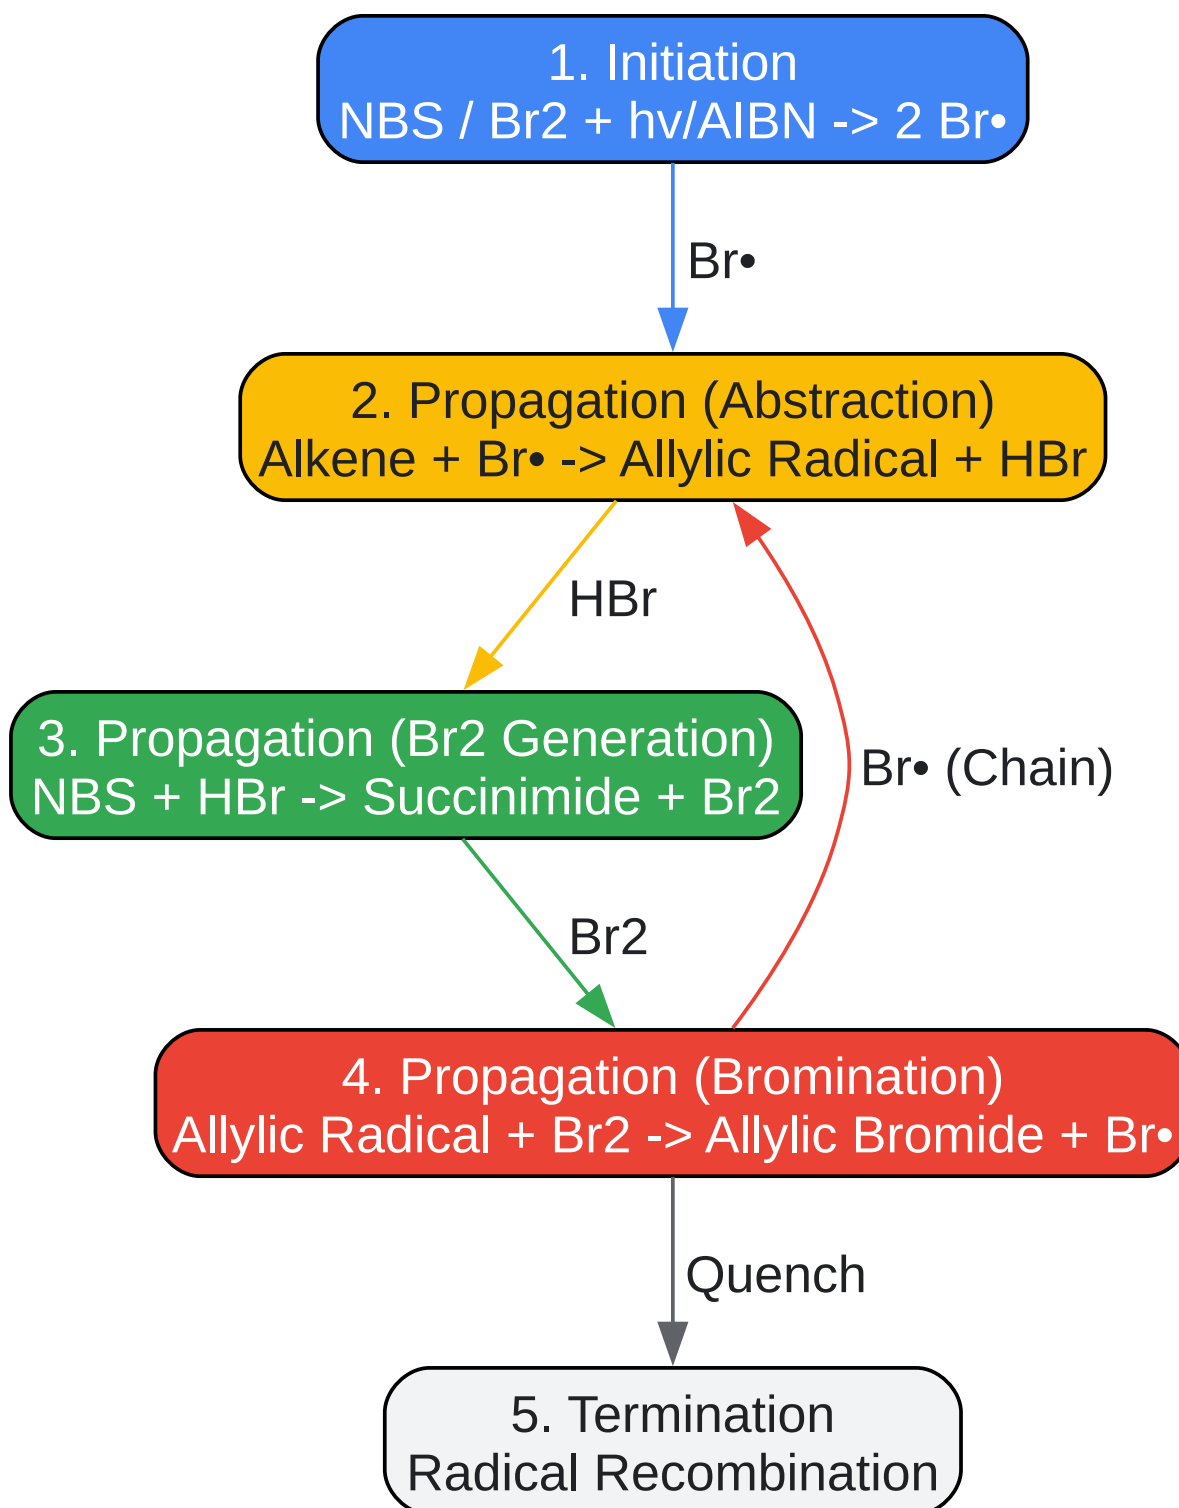 1. Initiation
NBS / Br2 + hv/AIBN -> 2 Br•
Br•
2. Propagation (Abstraction)
Alkene + Br• -> Allylic Radical + HBr
HBr
3. Propagation (Br2 Generation)
NBS + HBr -> Succinimide + Br2
Br• (Chain)
Br2
4. Propagation (Bromination)
Allylic Radical + Br2 -> Allylic Bromide + Br•
Quench
5. Termination
Radical Recombination